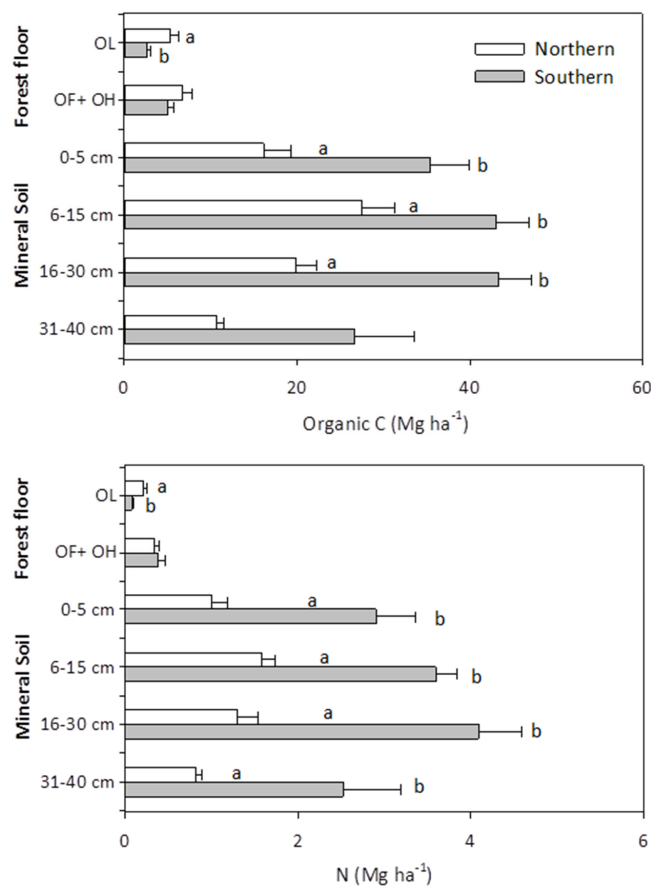 Forest floor
Mineral Soil
OL
OF+ OH
0-5 cm
6-15 cm
16-30 cm
31-40 cm
a
b
a
b
a
b
a
b
Northern
Southern
0
20
40
60
Organic C (Mg ha⁻¹)
Forest floor
Mineral Soil
OL
OF+ OH
0-5 cm
6-15 cm
16-30 cm
31-40 cm
a
b
a
b
a
b
a
b
a
b
0
2
4
6
N (Mg ha⁻¹)